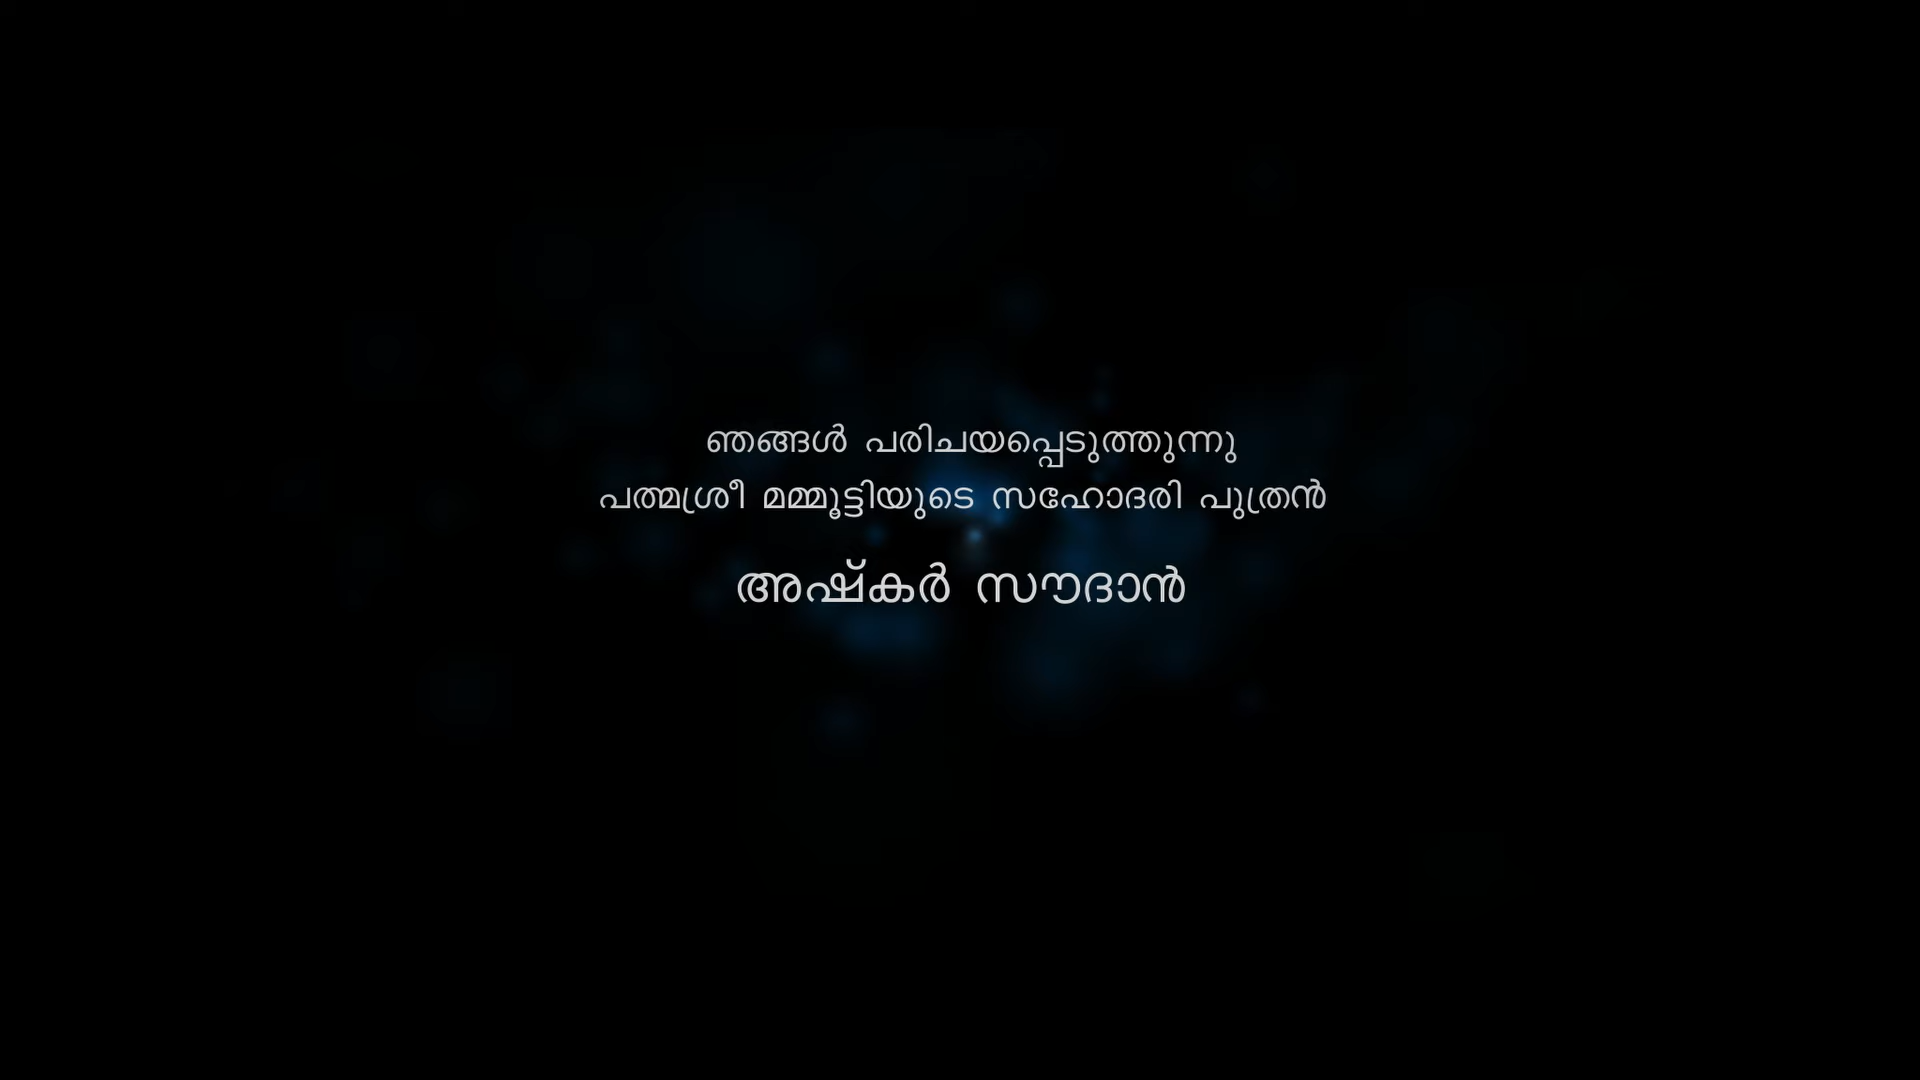 ഞങ്ങൾ പരിചയപ്പെടുത്തുന്നു
പത്മശ്രീ മമ്മൂട്ടിയുടെ സഹോദരി പുത്രൻ
അഷ്കർ സൗദാൻ